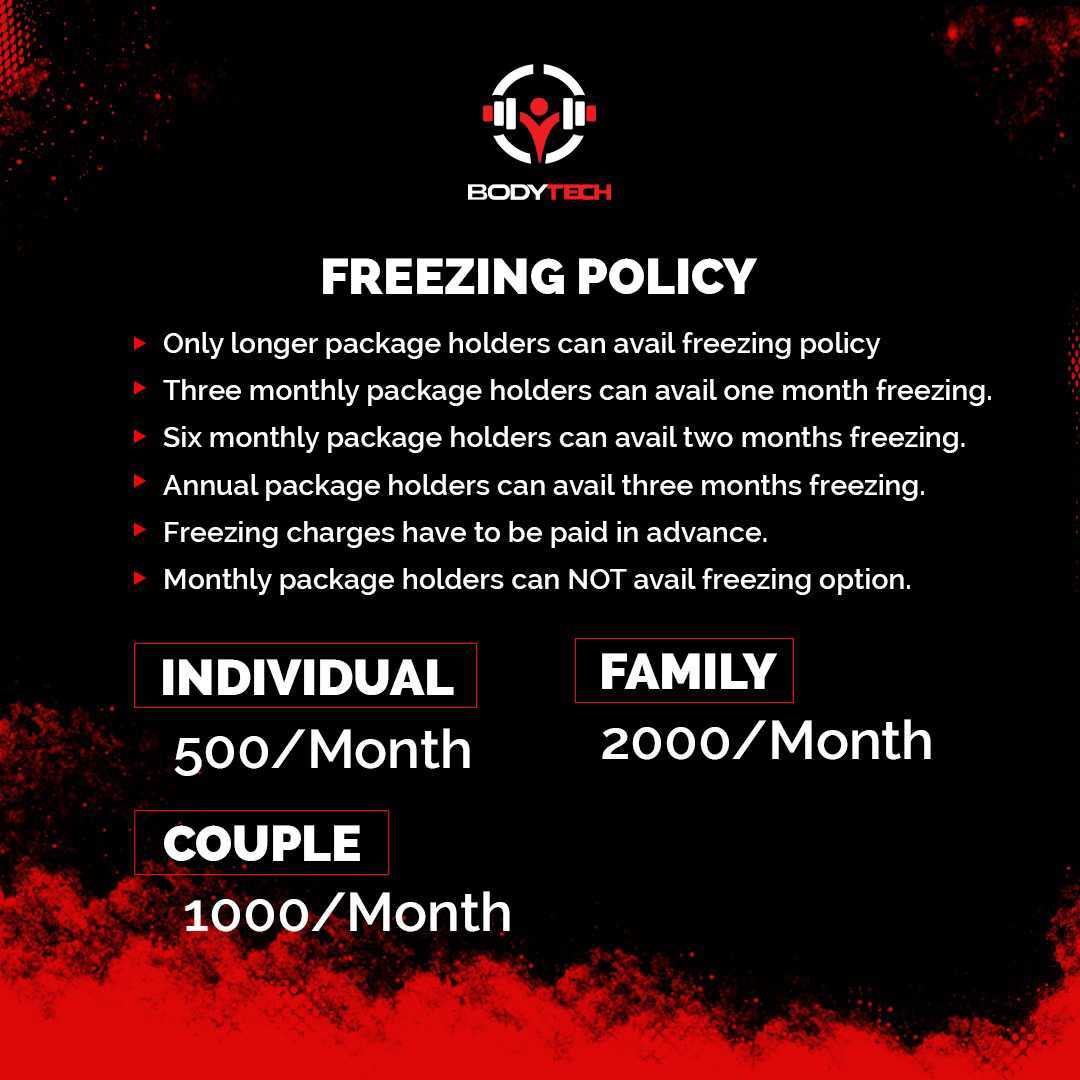 BODYTECH
FREEZING POLICY
Only longer package holders can avail freezing policy
Three monthly package holders can avail one month freezing.
Six monthly package holders can avail two months freezing.
Annual package holders can avail three months freezing.
Freezing charges have to be paid in advance.
Monthly package holders can NOT avail freezing option.
INDIVIDUAL
500/Month
FAMILY
2000/Month
COUPLE
1000/Month